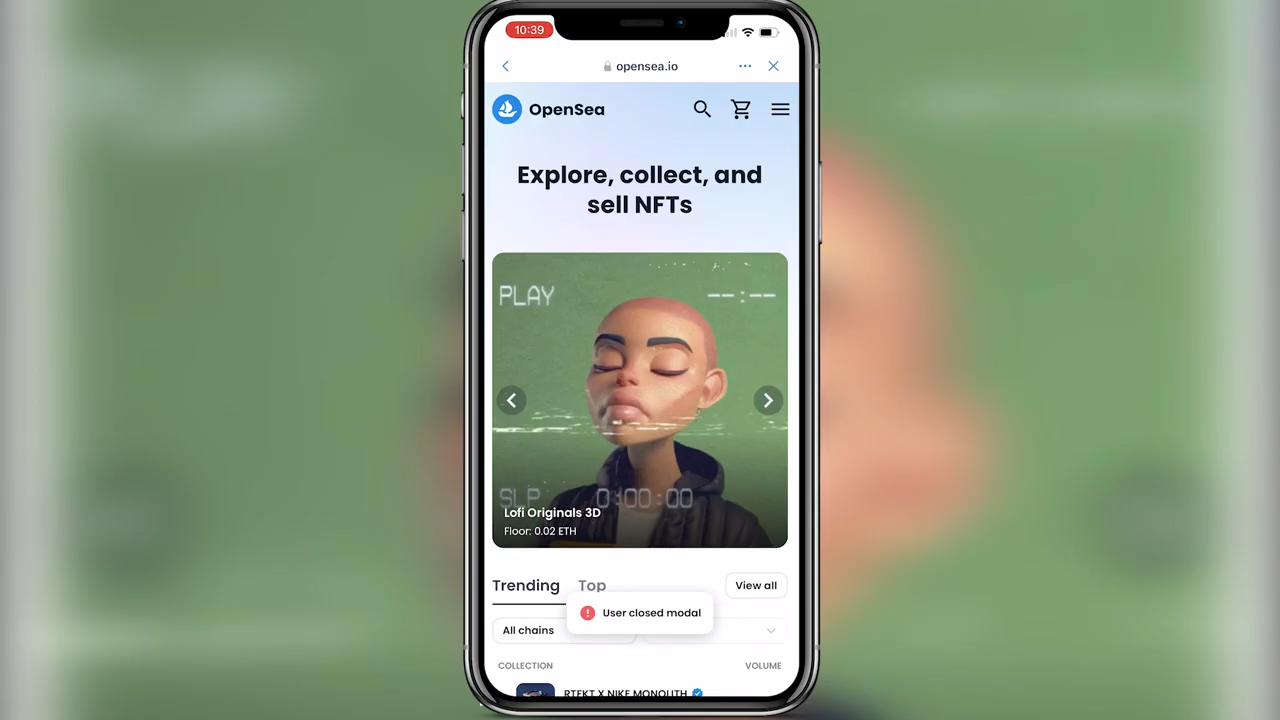 10:39
opensea.io
OpenSea
Explore, collect, and
sell NFTs
PLAY --:--
SLP 0:00:00
Lofi Originals 3D
Floor: 0.02 ETH
Trending Top View all
User closed modal
All chains
COLLECTION VOLUME
RTFKT X NIKE MONOLITH